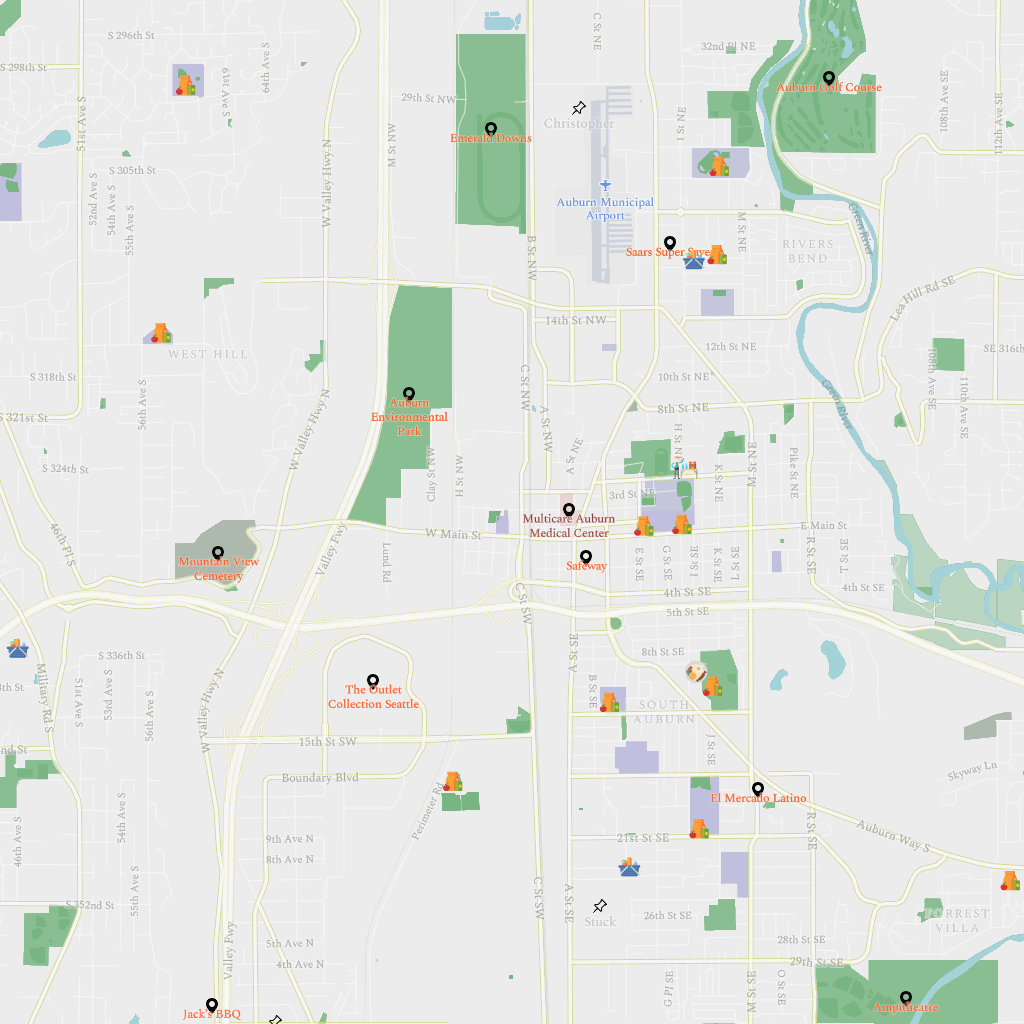 S 296th St
C St NE
32nd Pl NE
61st Ave S
64th Ave S
S 298th St
Auburn Golf Course
29th St NW
51st Ave S
108th Ave SE
112th Ave SE
Christopher
I St NE
Emerald Downs
M St NW
S 305th St
W Valley Hwy N
52nd Ave S
54th Ave S
55th Ave S
Auburn Municipal
Airport
M St NE
Green River
RIVERS
BEND
Saars Super Saver
B St NW
Lea Hill Rd SE
14th St NW
WEST HILL
12th St NE
SE 316th
108th Ave SE
S 318th St
10th St NE
C St NW
56th Ave S
Green River
110th Ave SE
Auburn
Environmental
Park
8th St NE
S 321st St
A St NW
W Valley Hwy N
H St NE
A St NE
M St NE
Pike St NE
Clay St NW
H St NW
S 324th St
K St NE
3rd St NE
Multicare Auburn
Medical Center
E Main St
46th Pl S
W Main St
Valley Fwy
T St SE
R St SE
Mountain View
Cemetery
Lund Rd
Safeway
E St SE
G St SE
I St SE
K St SE
L St SE
4th St SE
4th St SE
C St SW
5th St SE
A St SE
8th St SE
S 336th St
The Outlet
Collection Seattle
Military Rd S
51st Ave S
53rd Ave S
56th Ave S
W Valley Hwy N
B St SE
SOUTH
AUBURN
15th St SW
J St SE
Boundary Blvd
Skyway Ln
El Mercado Latino
Perimeter Rd
54th Ave S
46th Ave S
9th Ave N
8th Ave N
21st St SE
R St SE
Auburn Way S
55th Ave S
C St SW
A St SE
S 352nd St
Stuck
26th St SE
FORREST
VILLA
5th Ave N
4th Ave N
Valley Fwy
28th St SE
29th St SE
G Pl SE
M St SE
O St SE
Amphitheatre
Jack's BBQ